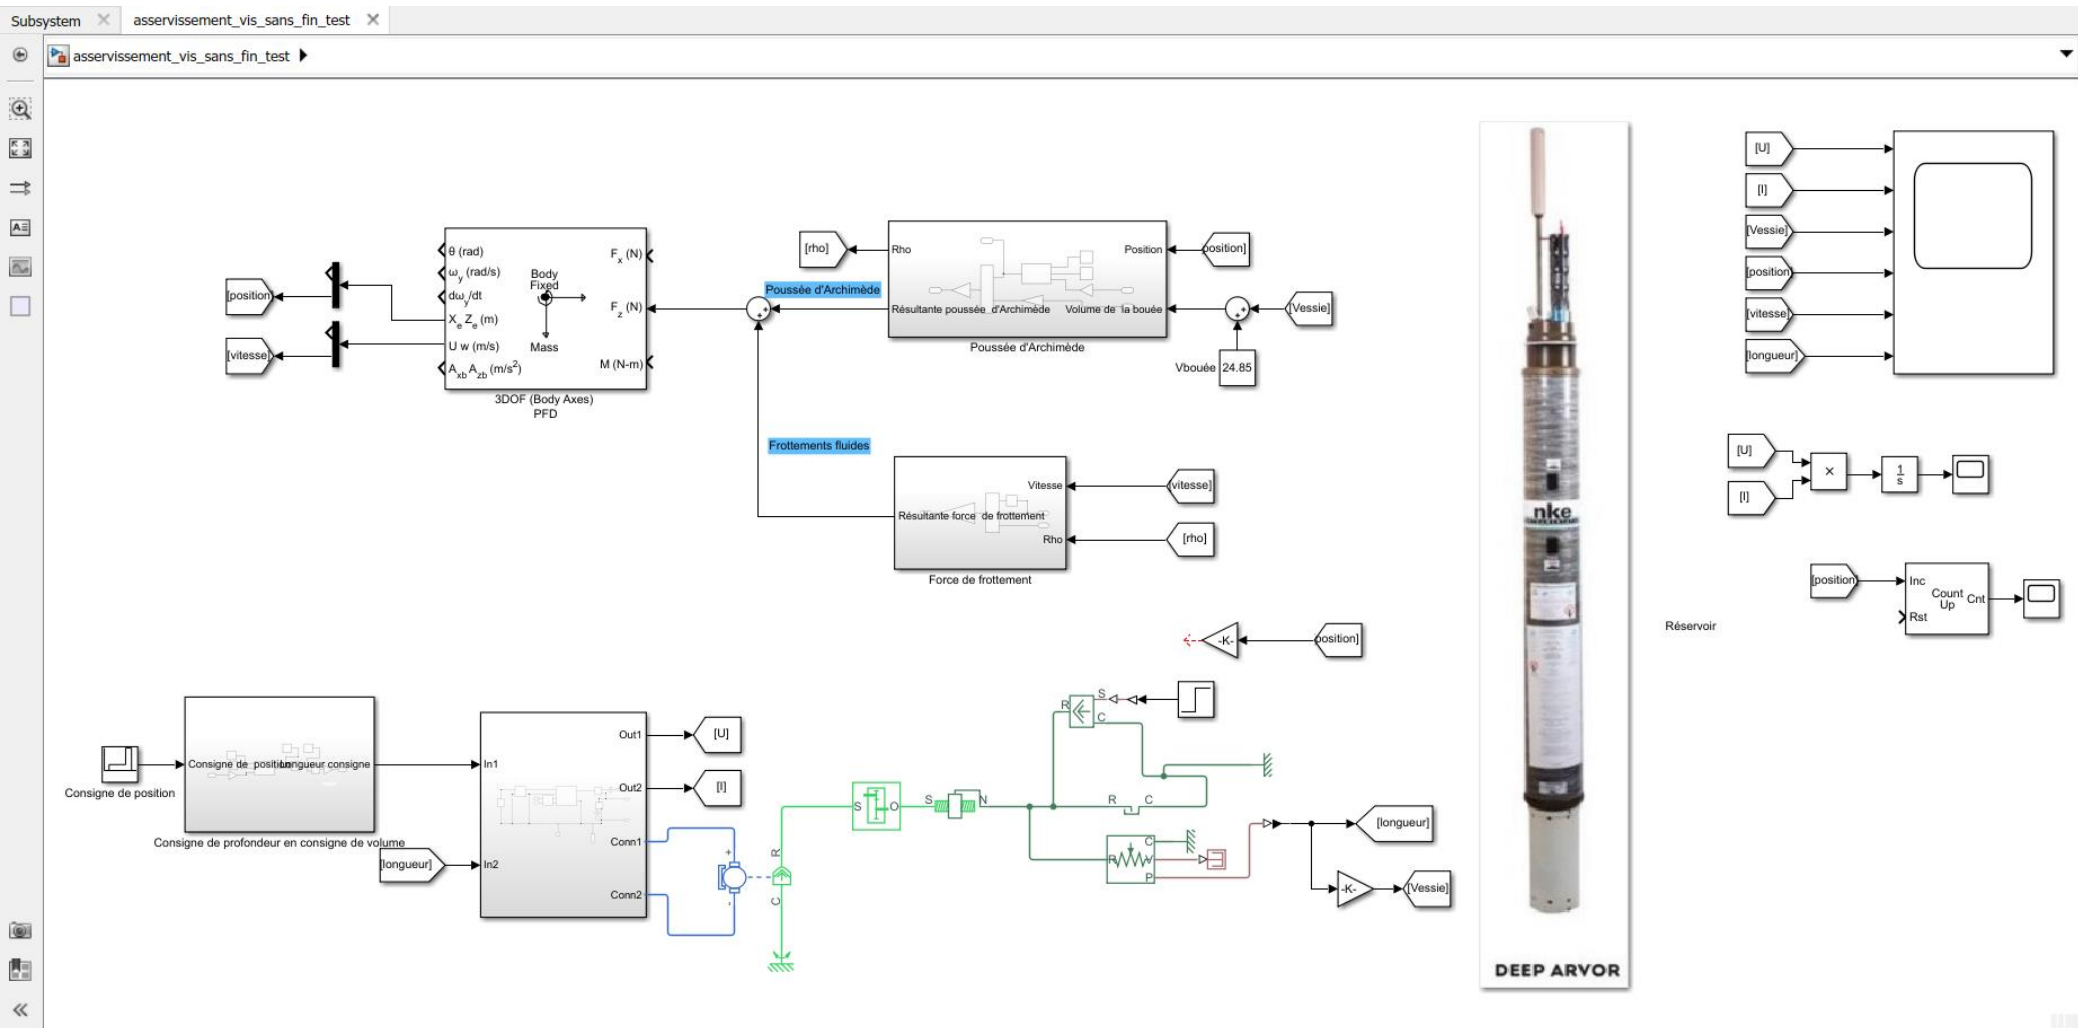 Subsystem
asservissement_vis_sans_fin_test
asservissement_vis_sans_fin_test
[position]
[vitesse]
θ (rad)
ωy (rad/s)
dωy/dt
Xe Ze (m)
U w (m/s)
Axb Azb (m/s2)
Body
Fixed
Mass
Fx (N)
Fz (N)
M (N-m)
3DOF (Body Axes)
PFD
Poussée d'Archimède
[rho]
Rho
Position
Résultante poussée d'Archimède
Volume de la bouée
Poussée d'Archimède
position]
[Vessie]
Vbouée
24.85
Frottements fluides
Vitesse
Résultante force de frottement
Rho
Force de frottement
[vitesse]
[rho]
-K-
position]
Consigne de position
Consigne de position
Longueur consigne
Consigne de profondeur en consigne de volume
[longueur]
In1
In2
Out1
Out2
Conn1
Conn2
[U]
[I]
+
-
R
C
S
O
S
N
R
S
C
R
C
R
C
V
P
[longueur]
-K-
[Vessie]
nke
DEEP ARVOR
[U]
[I]
[Vessie]
[position]
[vitesse]
[longueur]
[U]
[I]
×
1
s
[position]
Inc
Rst
Count
Up
Cnt
Réservoir